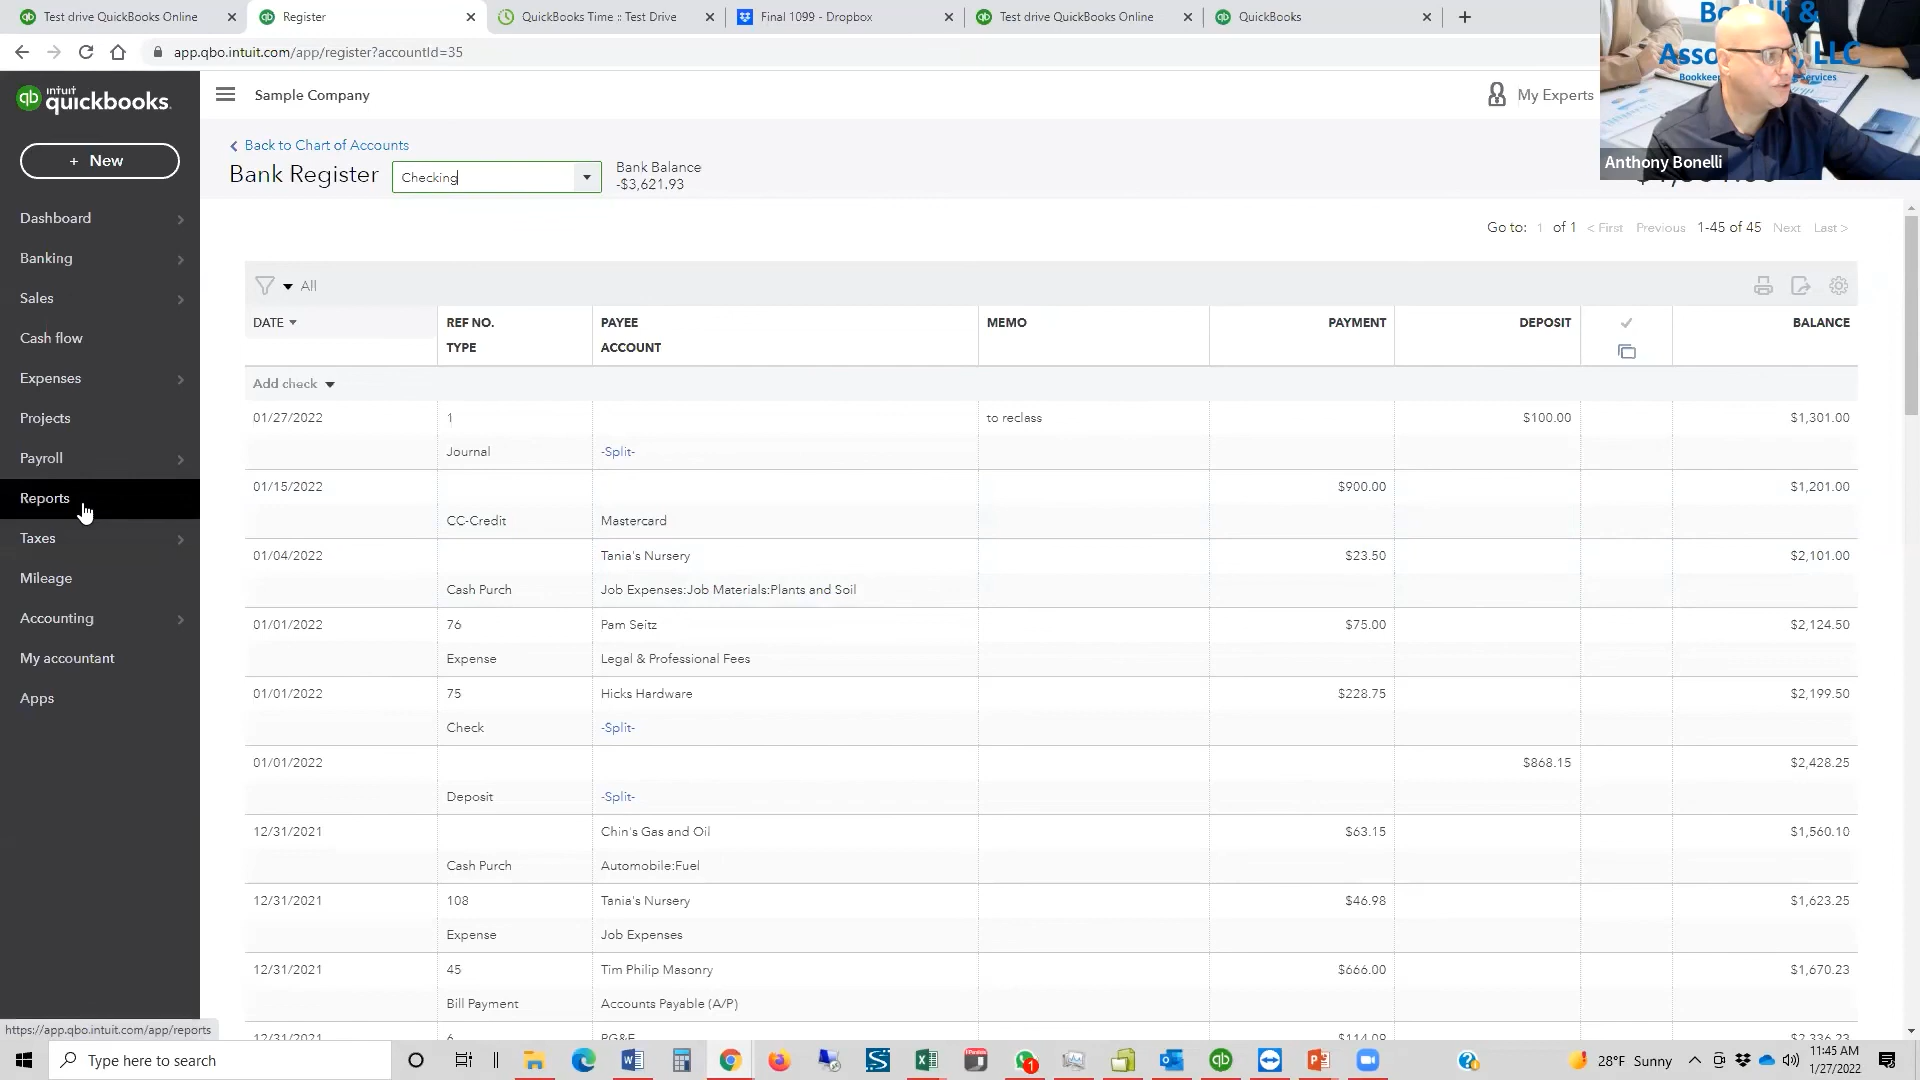 Test drive QuickBooks Online
Register
QuickBooks Time :: Test Drive
Final 1099 - Dropbox
Test drive QuickBooks Online
QuickBooks
app.qbo.intuit.com/app/register?accountId=35
intuit
quickbooks.
Sample Company
My Experts
+ New
Back to Chart of Accounts
Bank Register
Checking
Bank Balance
-$3,621.93
Anthony Bonelli
Bookkee
Services
Dashboard
Banking
Sales
Cash flow
Expenses
Projects
Payroll
Reports
Taxes
Mileage
Accounting
My accountant
Apps
Go to: 1 of 1 < First Previous 1-45 of 45 Next Last >
All
DATE REF NO. PAYEE MEMO PAYMENT DEPOSIT BALANCE
TYPE ACCOUNT
Add check
01/27/2022 1 to reclass $100.00 $1,301.00
Journal -Split-
01/15/2022 $900.00 $1,201.00
CC-Credit Mastercard
01/04/2022 Tania's Nursery $23.50 $2,101.00
Cash Purch Job Expenses:Job Materials:Plants and Soil
01/01/2022 76 Pam Seitz $75.00 $2,124.50
Expense Legal & Professional Fees
01/01/2022 75 Hicks Hardware $228.75 $2,199.50
Check -Split-
01/01/2022 $868.15 $2,428.25
Deposit -Split-
12/31/2021 Chin's Gas and Oil $63.15 $1,560.10
Cash Purch Automobile:Fuel
12/31/2021 108 Tania's Nursery $46.98 $1,623.25
Expense Job Expenses
12/31/2021 45 Tim Philip Masonry $666.00 $1,670.23
Bill Payment Accounts Payable (A/P)
12/31/2021 6 PG&E $114.09 $2,336.23
https://app.qbo.intuit.com/app/reports
Type here to search
28°F Sunny
11:45 AM
1/27/2022